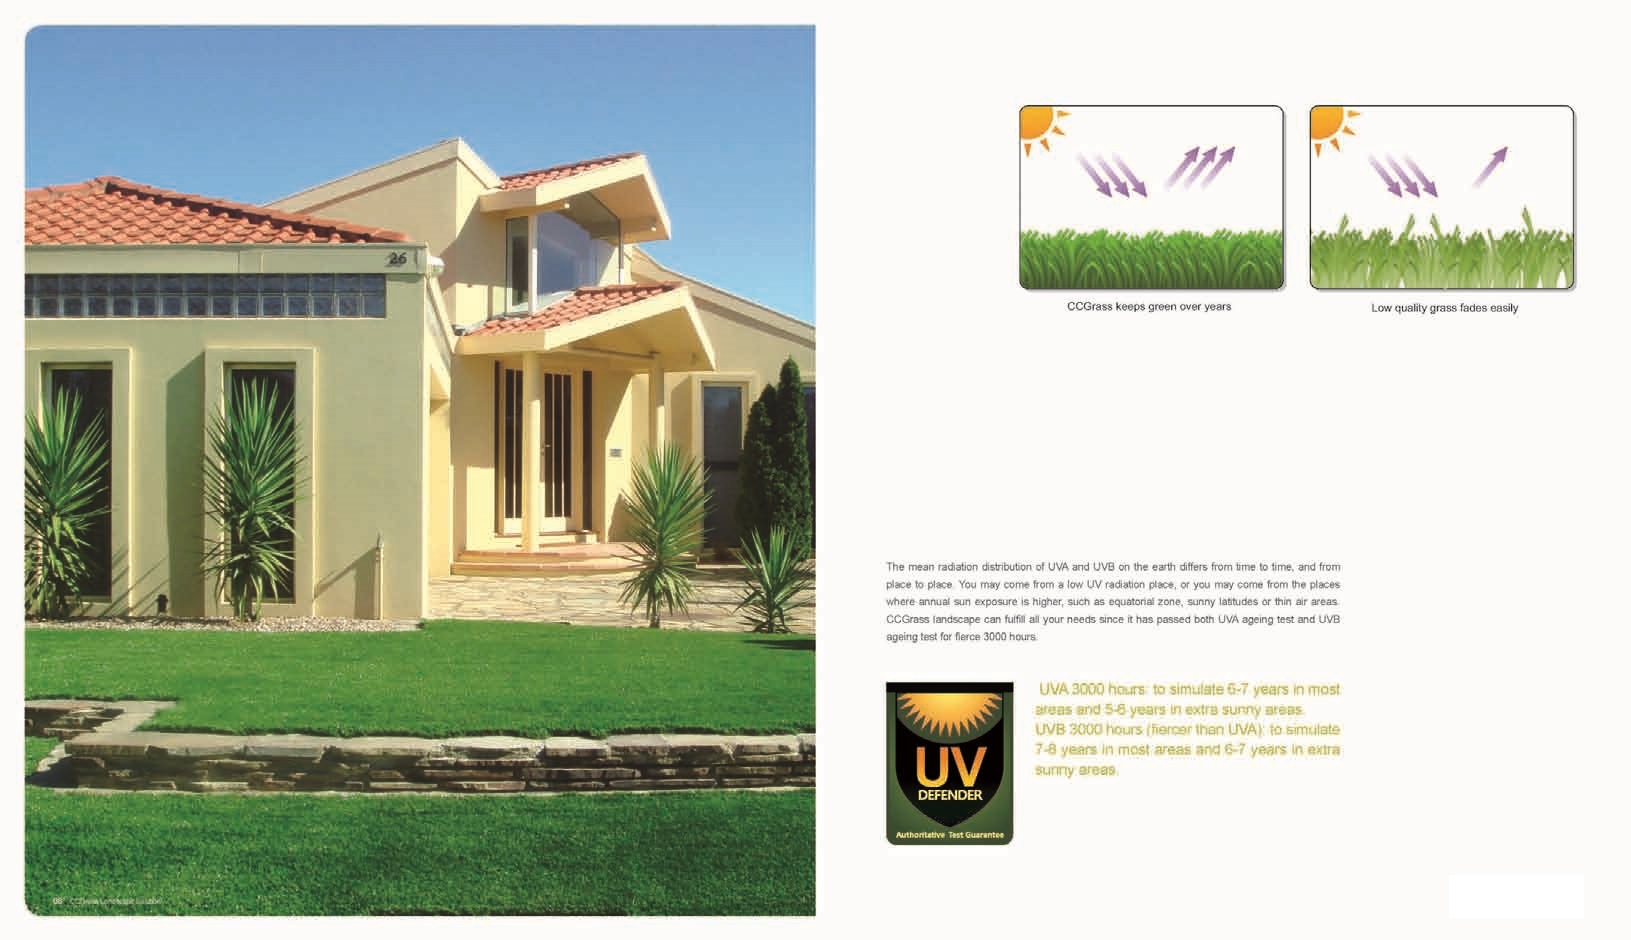 26
08 CCGrass Landscape Solution
CCGrass keeps green over years
Low quality grass fades easily
The mean radiation distribution of UVA and UVB on the earth differs from time to time, and from
place to place. You may come from a low UV radiation place, or you may come from the places
where annual sun exposure is higher, such as equatorial zone, sunny latitudes or thin air areas.
CCGrass landscape can fulfill all your needs since it has passed both UVA ageing test and UVB
ageing test for fierce 3000 hours.
UV
DEFENDER
Authoritative Test Guarantee
UVA 3000 hours: to simulate 6-7 years in most
areas and 5-6 years in extra sunny areas.
UVB 3000 hours (fiercer than UVA): to simulate
7-8 years in most areas and 6-7 years in extra
sunny areas.